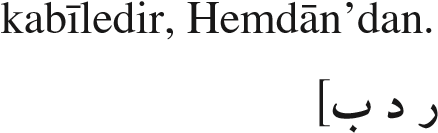 kabīledir, Hemdān’dan.
[ر د ب